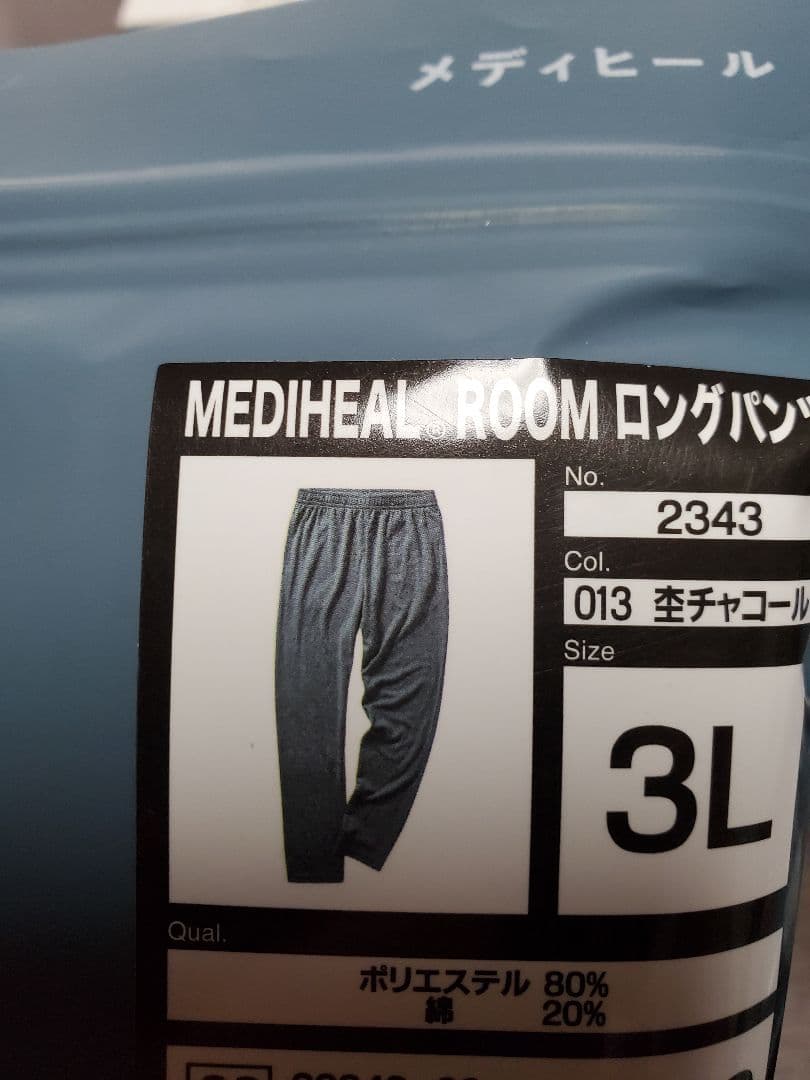 メディヒール
MEDIHEAL® ROOM ロングパンツ
No.
2343
Col.
013 杢チャコール
Size
3L
Qual.
ポリエステル 80%
綿 20%